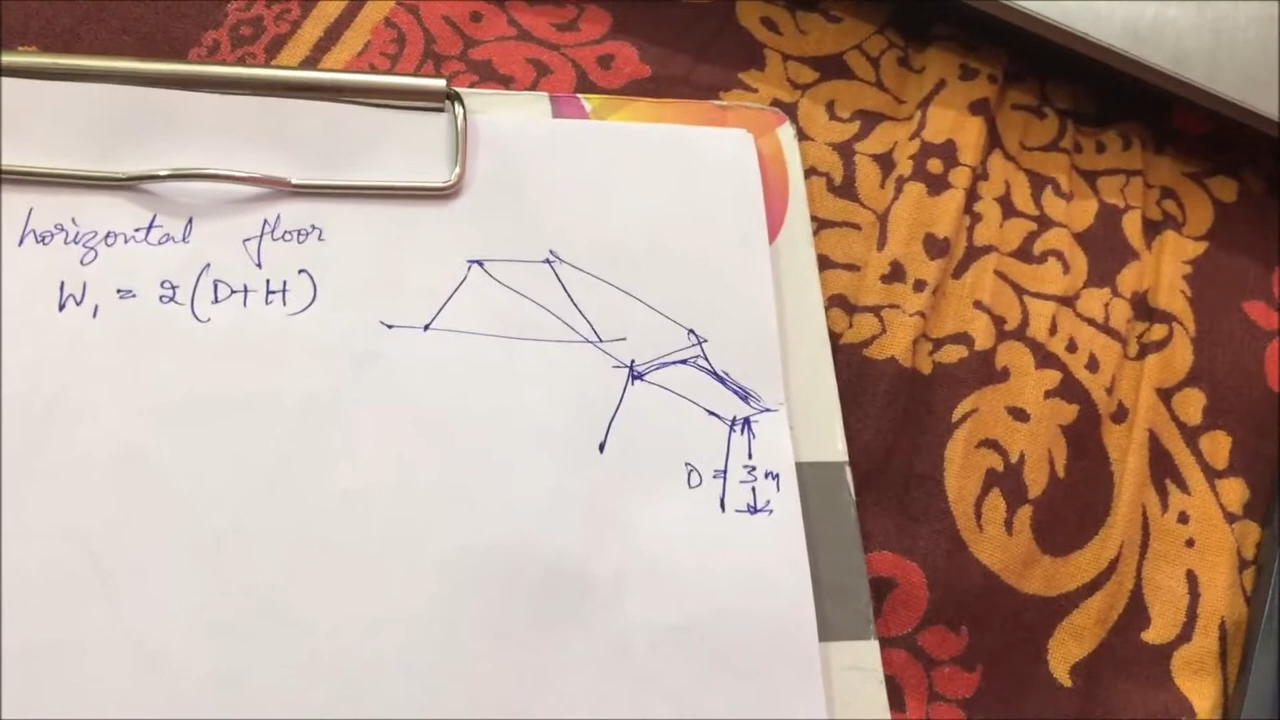 horizontal floor
W₁ = 2(D+H)
D = 3m